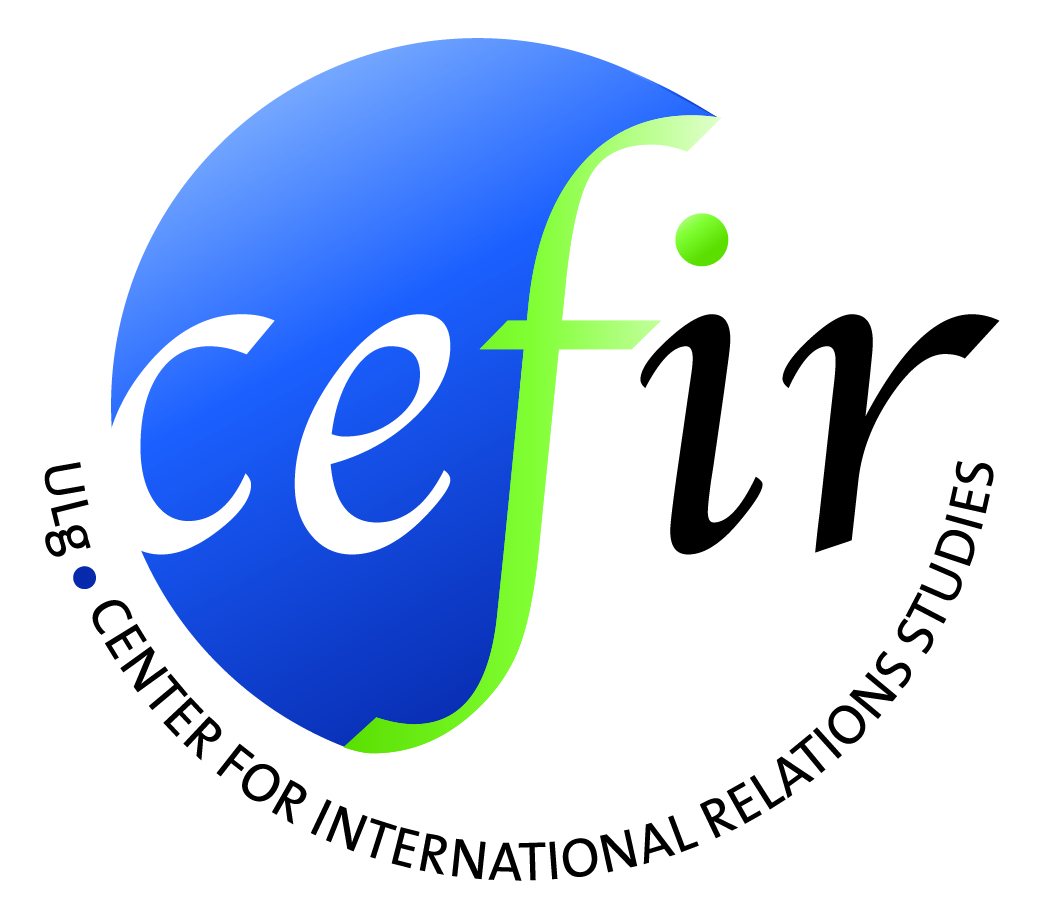 cefir
ULg • CENTER FOR INTERNATIONAL RELATIONS STUDIES